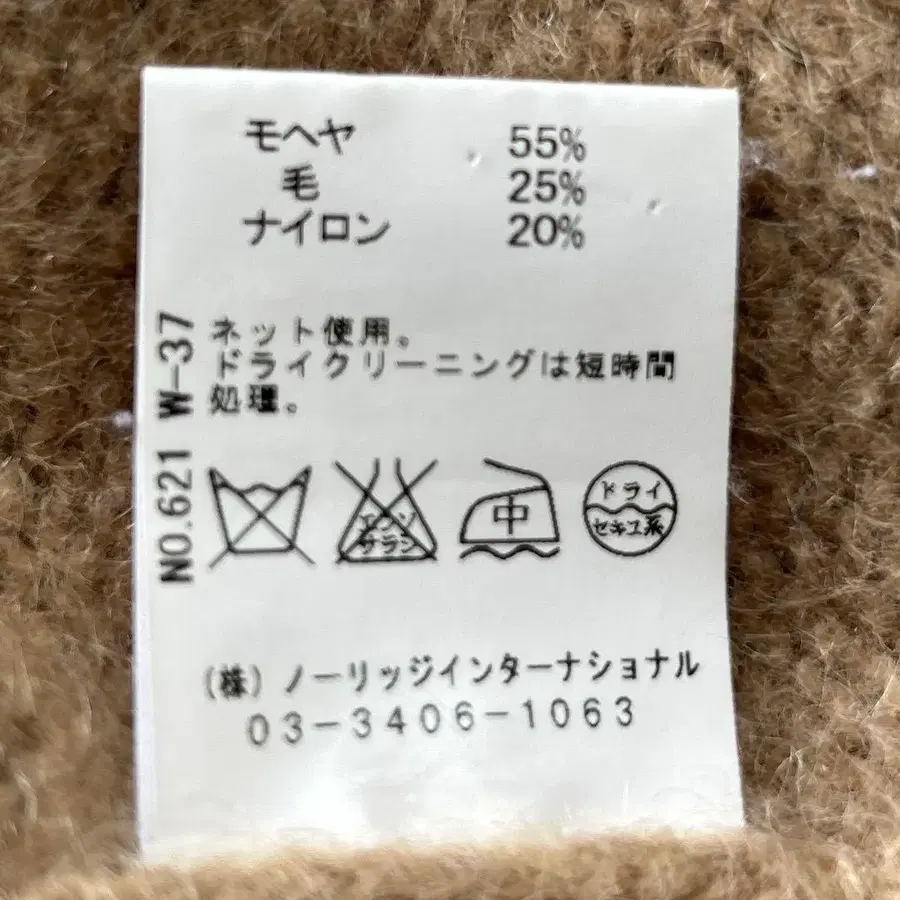 モヘヤ 55%
毛 25%
ナイロン 20%
ネット使用。
ドライクリーニングは短時間
処理。
NO.621 W-37
エンソ
サラシ
中
ドライ
セキユ系
(株) ノーリッジインターナショナル
03-3406-1063